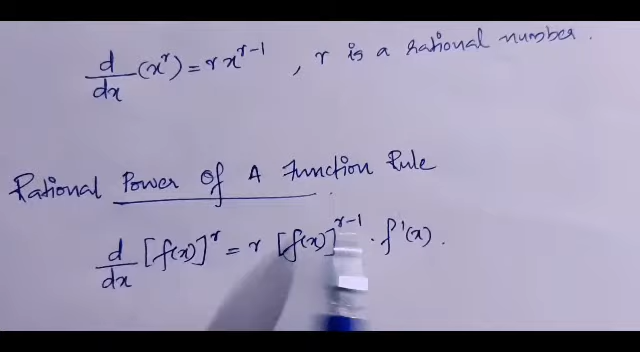 d/dx (x^r) = r x^(r-1) , r is a rational number.
Rational Power Of A Function Rule
d/dx [f(x)]^r = r [f(x)]^(r-1) · f'(x).